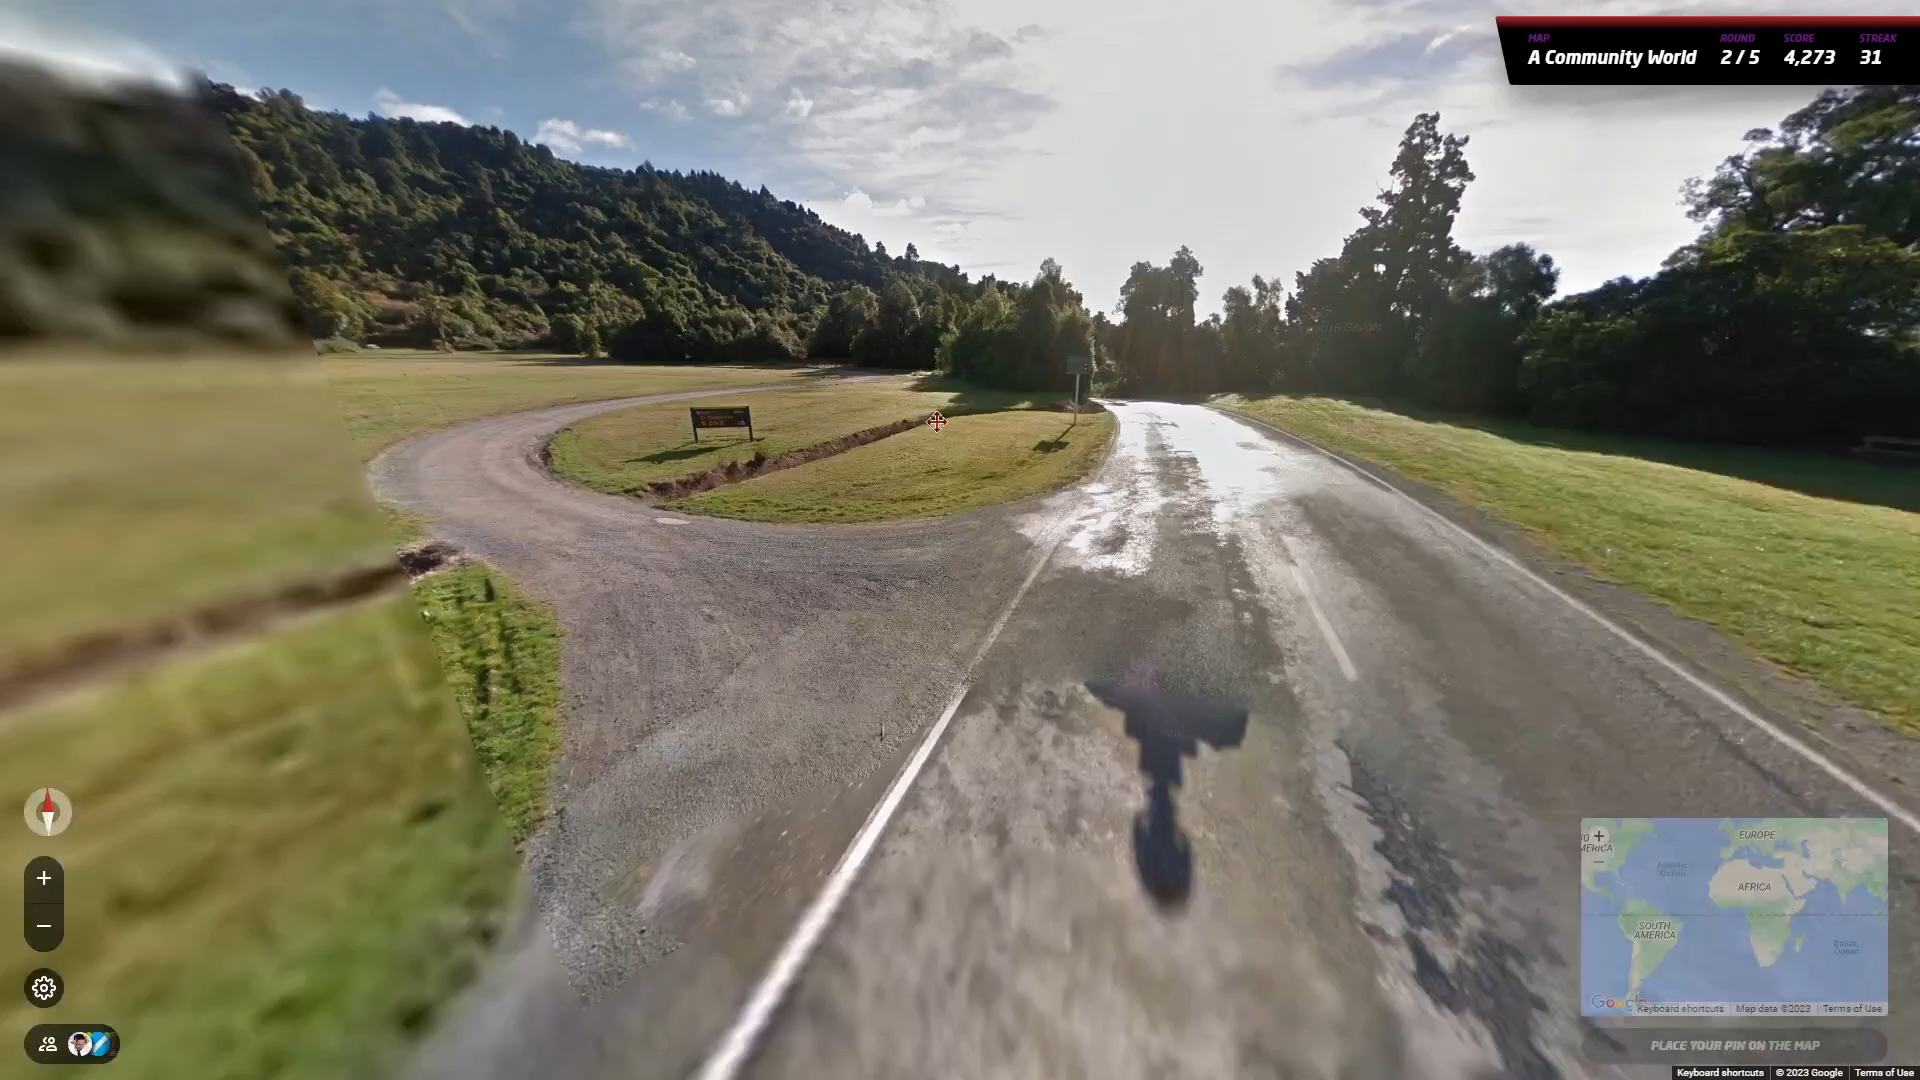 MAP
A Community World
ROUND
2 / 5
SCORE
4,273
STREAK
31
EUROPE
AFRICA
SOUTH
AMERICA
Google
Keyboard shortcuts
Map data ©2023
Terms of Use
PLACE YOUR PIN ON THE MAP
Keyboard shortcuts
© 2023 Google
Terms of Use